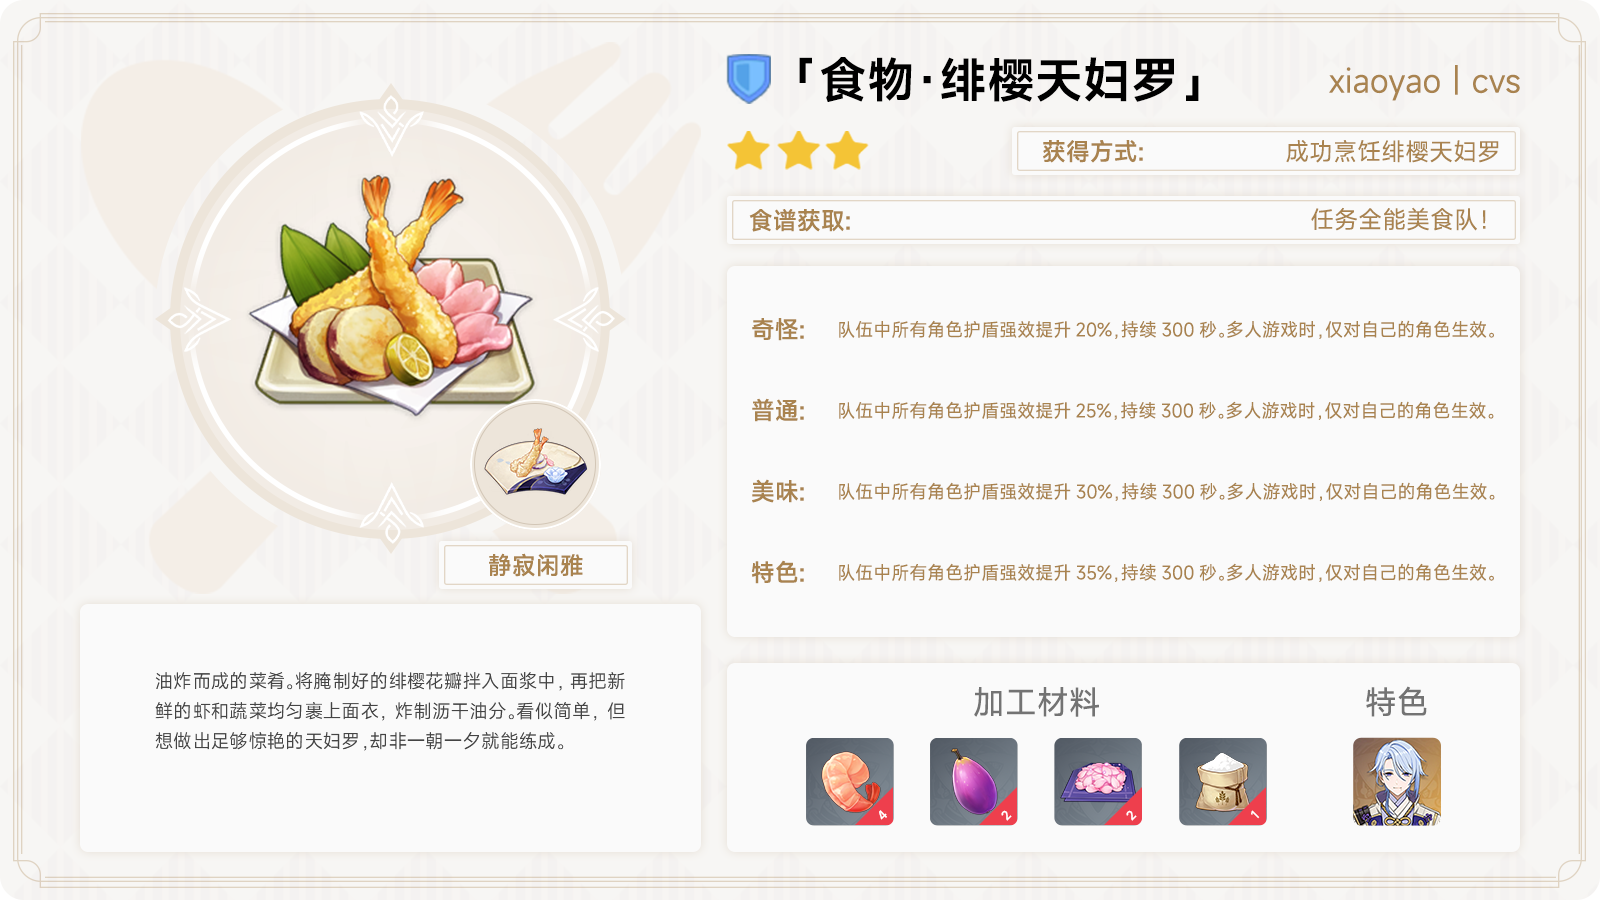 「食物·绯樱天妇罗」
xiaoyao | cvs
获得方式: 成功烹饪绯樱天妇罗
食谱获取: 任务全能美食队！
奇怪: 队伍中所有角色护盾强效提升 20%,持续 300 秒。多人游戏时,仅对自己的角色生效。
普通: 队伍中所有角色护盾强效提升 25%,持续 300 秒。多人游戏时,仅对自己的角色生效。
美味: 队伍中所有角色护盾强效提升 30%,持续 300 秒。多人游戏时,仅对自己的角色生效。
特色: 队伍中所有角色护盾强效提升 35%,持续 300 秒。多人游戏时,仅对自己的角色生效。
静寂闲雅
油炸而成的菜肴。将腌制好的绯樱花瓣拌入面浆中, 再把新
鲜的虾和蔬菜均匀裹上面衣, 炸制沥干油分。看似简单, 但
想做出足够惊艳的天妇罗,却非一朝一夕就能练成。
加工材料 特色
4 2 2 1